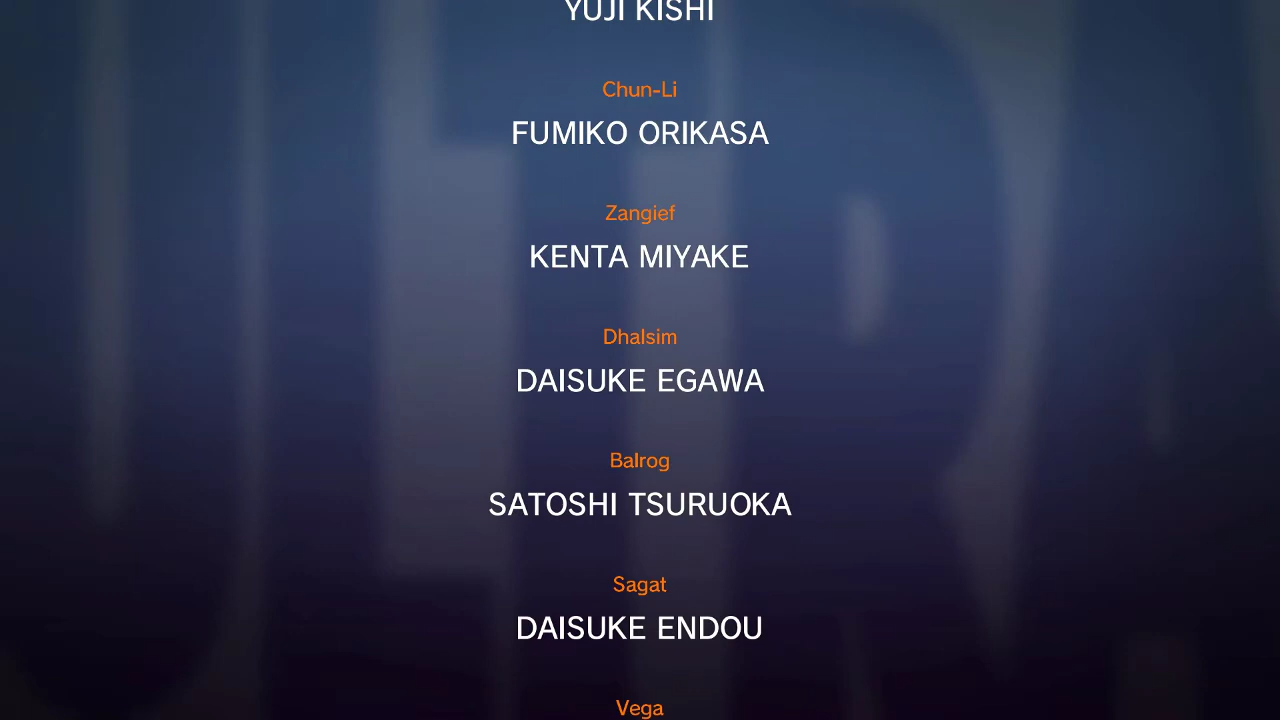 YUJI KISHI
Chun-Li
FUMIKO ORIKASA
Zangief
KENTA MIYAKE
Dhalsim
DAISUKE EGAWA
Balrog
SATOSHI TSURUOKA
Sagat
DAISUKE ENDOU
Vega